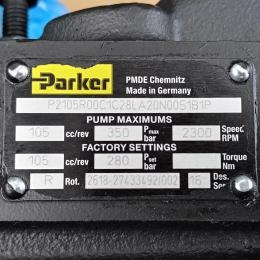 Parker
PMDE Chemnitz
Made in Germany
P2105R00C1C28LA20N00S1B1P
PUMP MAXIMUMS
105 cc/rev 350 Pmax bar 2300 Speed RPM
FACTORY SETTINGS
105 cc/rev 280 Pset bar Torque Nm
R Rot. 2618-27433492/002 1B Des. Ser.